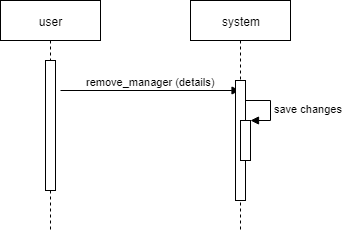 user
system
remove_manager (details)
save changes